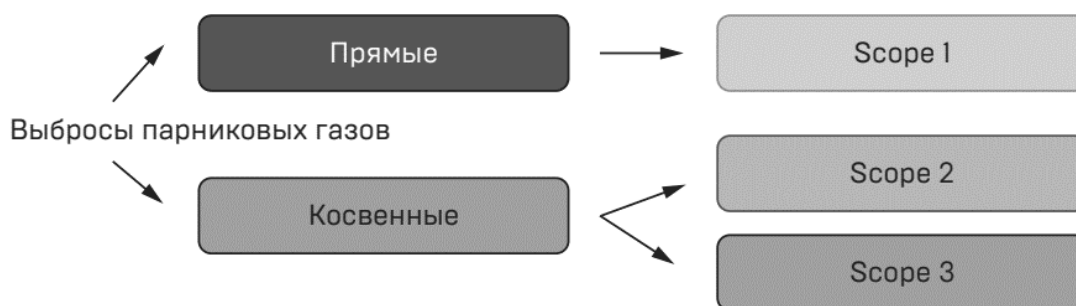 Прямые
Scope 1
Выбросы парниковых газов
Scope 2
Косвенные
Scope 3